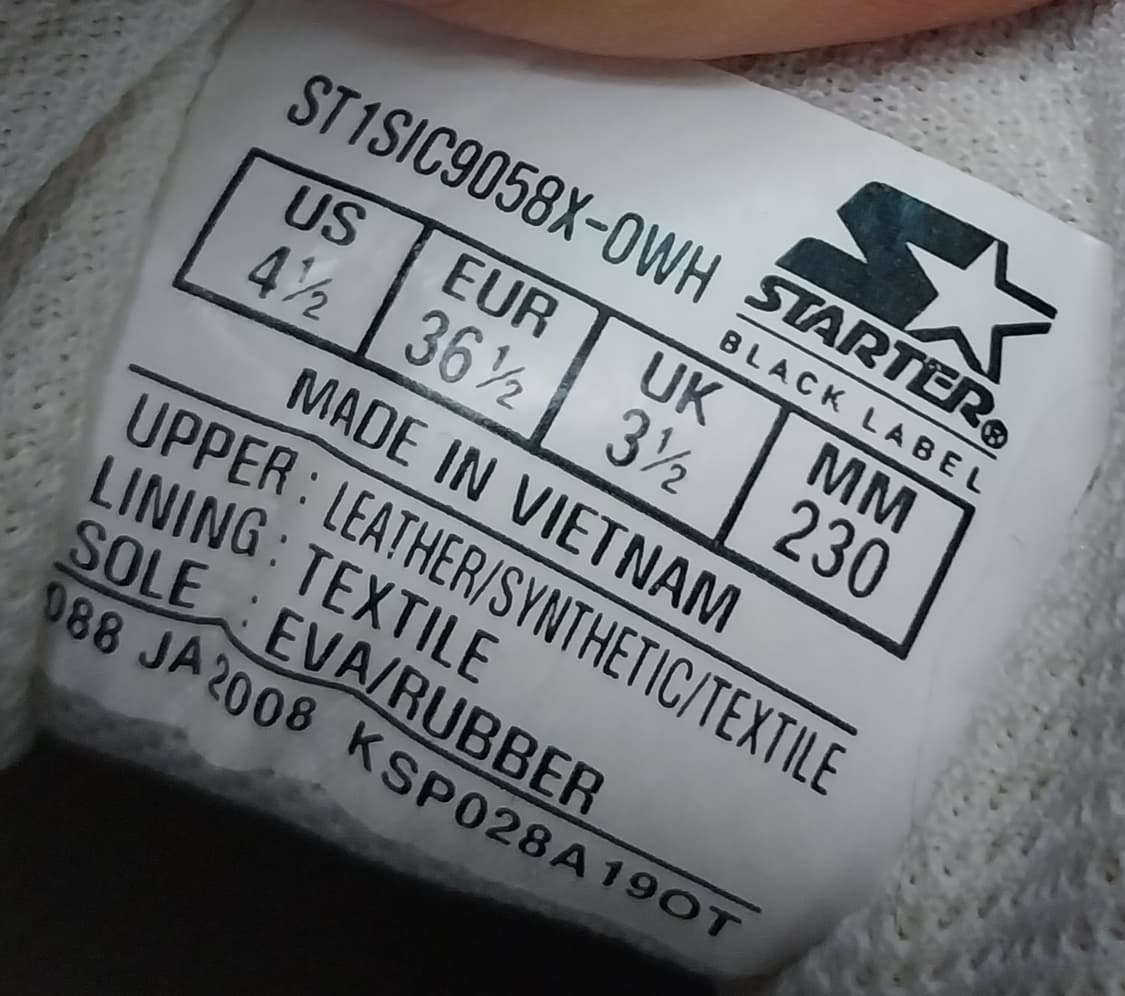 ST1SIC9058X-OWH
STARTER®
BLACK LABEL
US EUR UK MM
4½ 36½ 3½ 230
MADE IN VIETNAM
UPPER : LEATHER/SYNTHETIC/TEXTILE
LINING : TEXTILE
SOLE : EVA/RUBBER
088 JA2008 KSP028A19OT